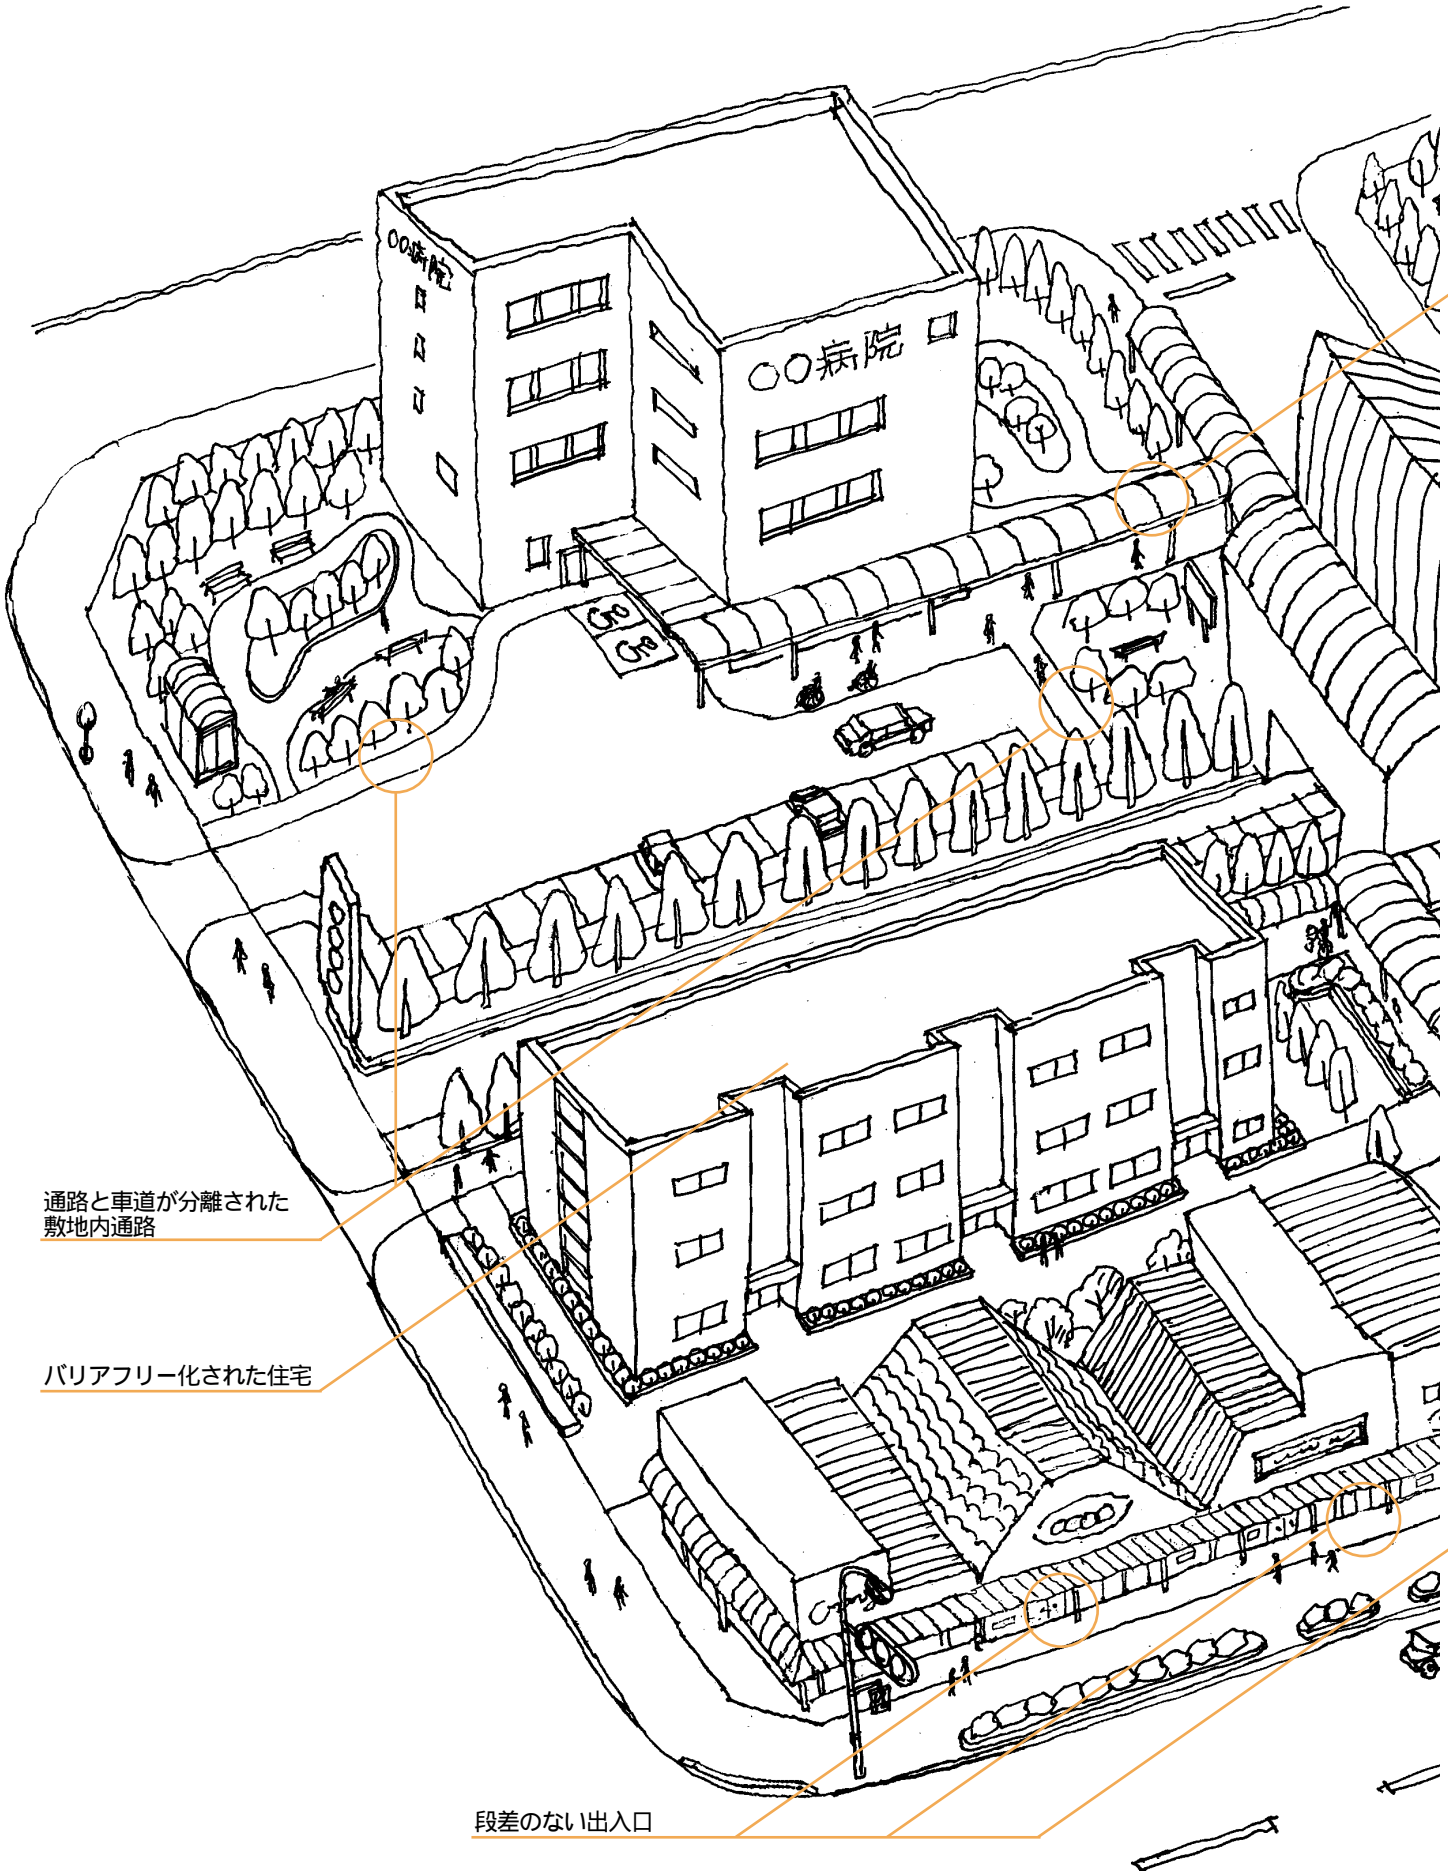 ○○病院
○○病院
通路と車道が分離された
敷地内通路
バリアフリー化された住宅
段差のない出入口